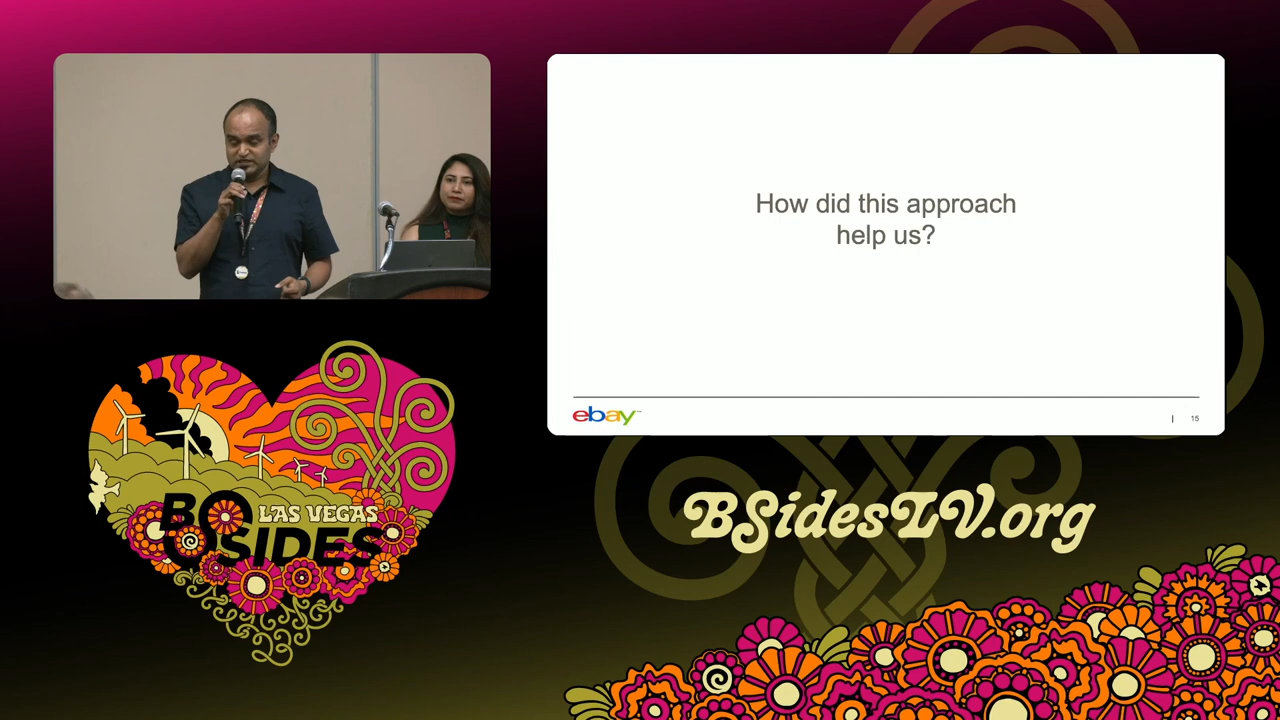 How did this approach
help us?
ebay
15
BSides
LAS VEGAS
BSidesLV.org